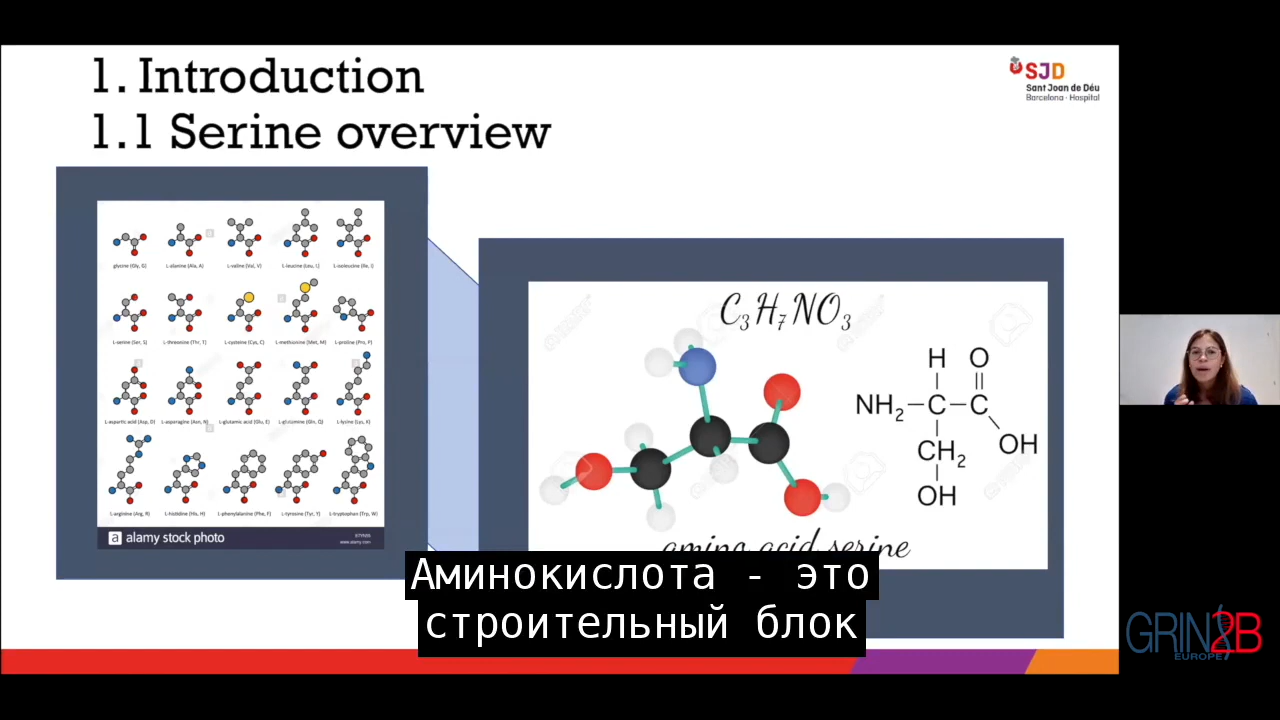 1. Introduction
1.1 Serine overview
SJD
Sant Joan de Déu
Barcelona · Hospital
glycine (Gly, G)
L-alanine (Ala, A)
L-valine (Val, V)
L-leucine (Leu, L)
L-isoleucine (Ile, I)
L-serine (Ser, S)
L-threonine (Thr, T)
L-cysteine (Cys, C)
L-methionine (Met, M)
L-proline (Pro, P)
L-aspartic acid (Asp, D)
L-asparagine (Asn, N)
L-glutamic acid (Glu, E)
L-glutamine (Gln, Q)
L-lysine (Lys, K)
L-arginine (Arg, R)
L-histidine (His, H)
L-phenylalanine (Phe, F)
L-tyrosine (Tyr, Y)
L-tryptophan (Trp, W)
a alamy stock photo
www.alamy.com
C3H7NO3
H O
NH2 C C
CH2 OH
OH
amino acid serine
Аминокислота - это
строительный блок
GRIN2B
EUROPE